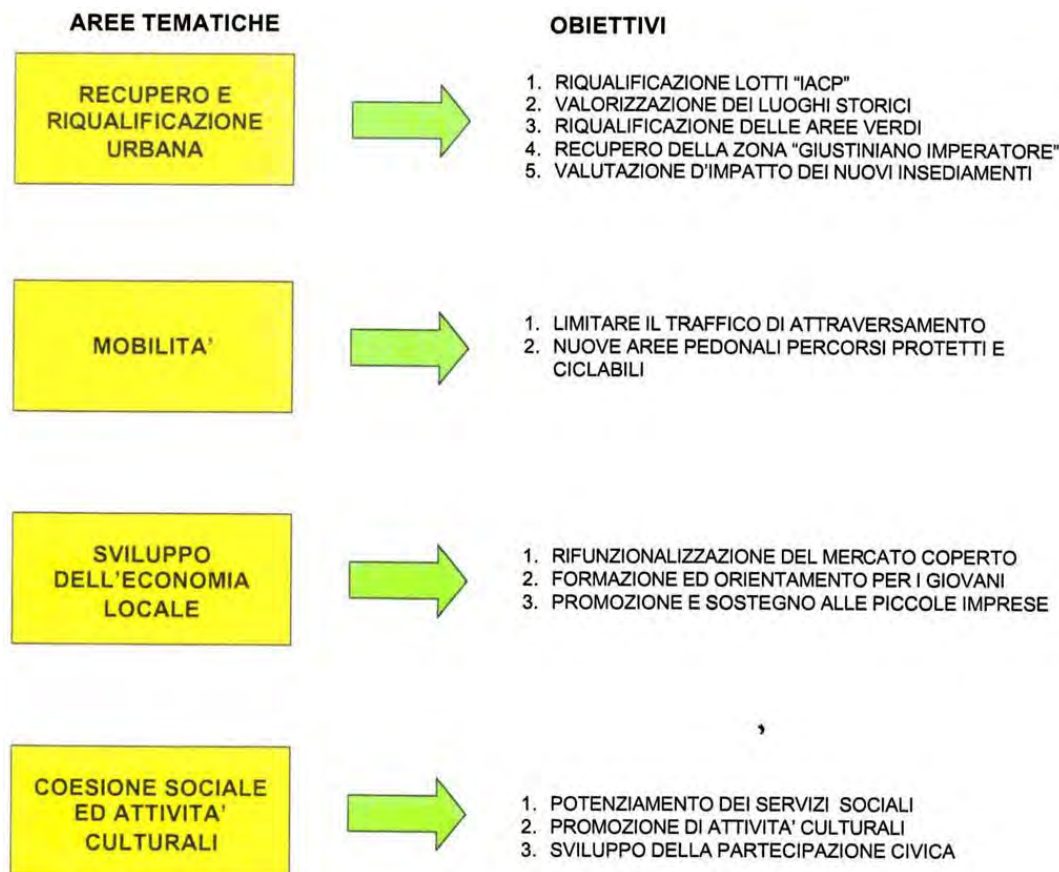 AREE TEMATICHE
OBIETTIVI
RECUPERO E
RIQUALIFICAZIONE
URBANA
1. RIQUALIFICAZIONE LOTTI "IACP"
2. VALORIZZAZIONE DEI LUOGHI STORICI
3. RIQUALIFICAZIONE DELLE AREE VERDI
4. RECUPERO DELLA ZONA "GIUSTINIANO IMPERATORE"
5. VALUTAZIONE D'IMPATTO DEI NUOVI INSEDIAMENTI
MOBILITA'
1. LIMITARE IL TRAFFICO DI ATTRAVERSAMENTO
2. NUOVE AREE PEDONALI PERCORSI PROTETTI E
CICLABILI
SVILUPPO
DELL'ECONOMIA
LOCALE
1. RIFUNZIONALIZZAZIONE DEL MERCATO COPERTO
2. FORMAZIONE ED ORIENTAMENTO PER I GIOVANI
3. PROMOZIONE E SOSTEGNO ALLE PICCOLE IMPRESE
COESIONE SOCIALE
ED ATTIVITA'
CULTURALI
1. POTENZIAMENTO DEI SERVIZI SOCIALI
2. PROMOZIONE DI ATTIVITA' CULTURALI
3. SVILUPPO DELLA PARTECIPAZIONE CIVICA